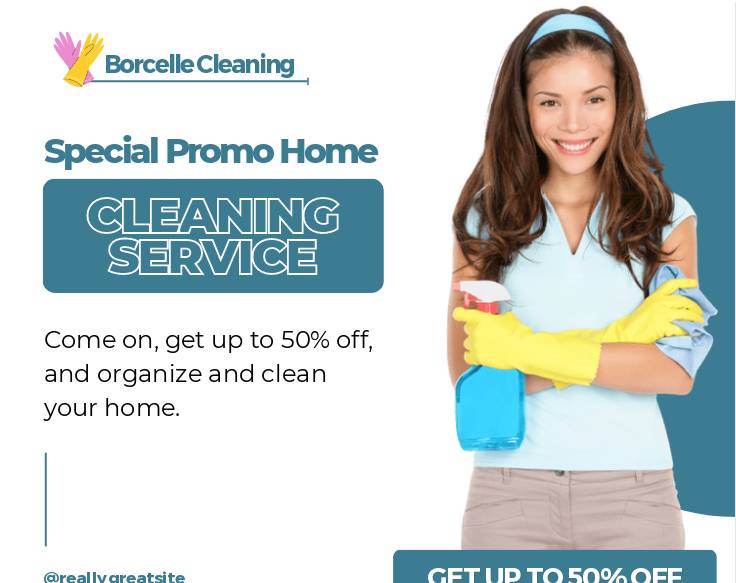 Borcelle Cleaning
Special Promo Home
CLEANING
SERVICE
Come on, get up to 50% off,
and organize and clean
your home.
@reallygreatsite
GET UP TO 50% OFF